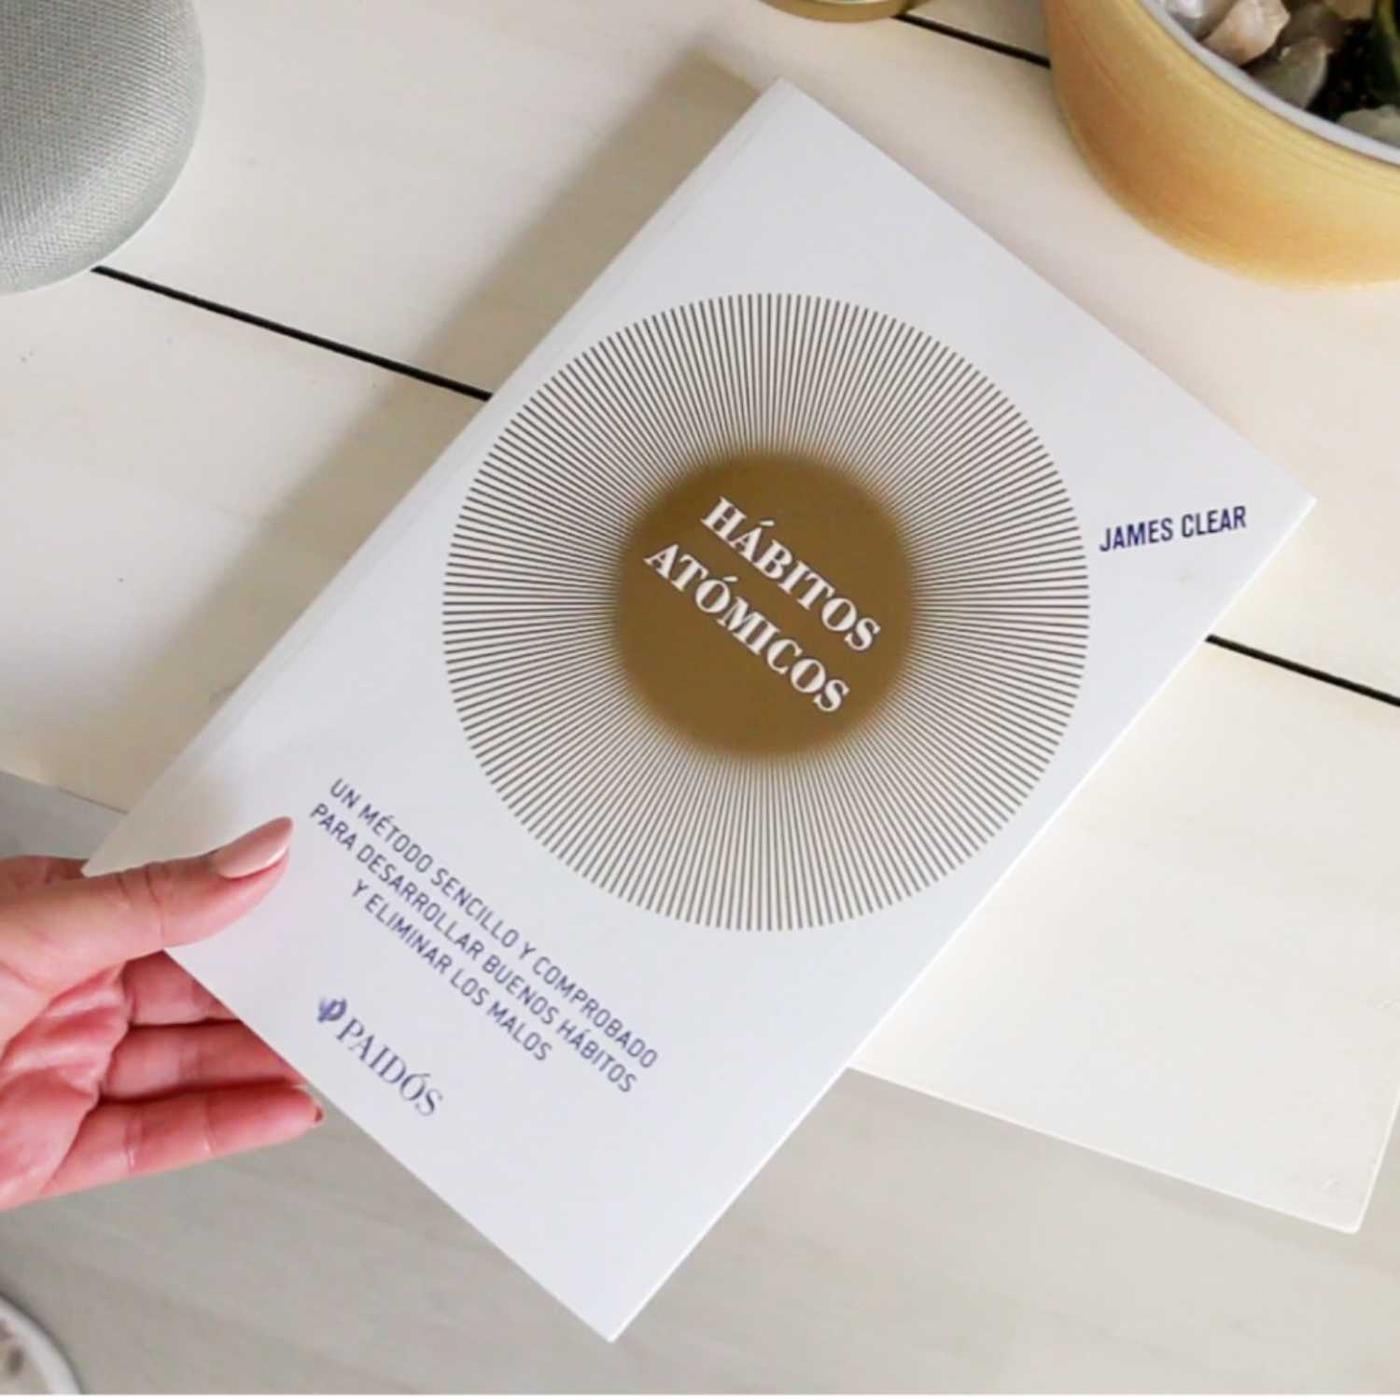 JAMES CLEAR
HÁBITOS
ATÓMICOS
UN MÉTODO SENCILLO Y COMPROBADO
PARA DESARROLLAR BUENOS HÁBITOS
Y ELIMINAR LOS MALOS
PAIDÓS